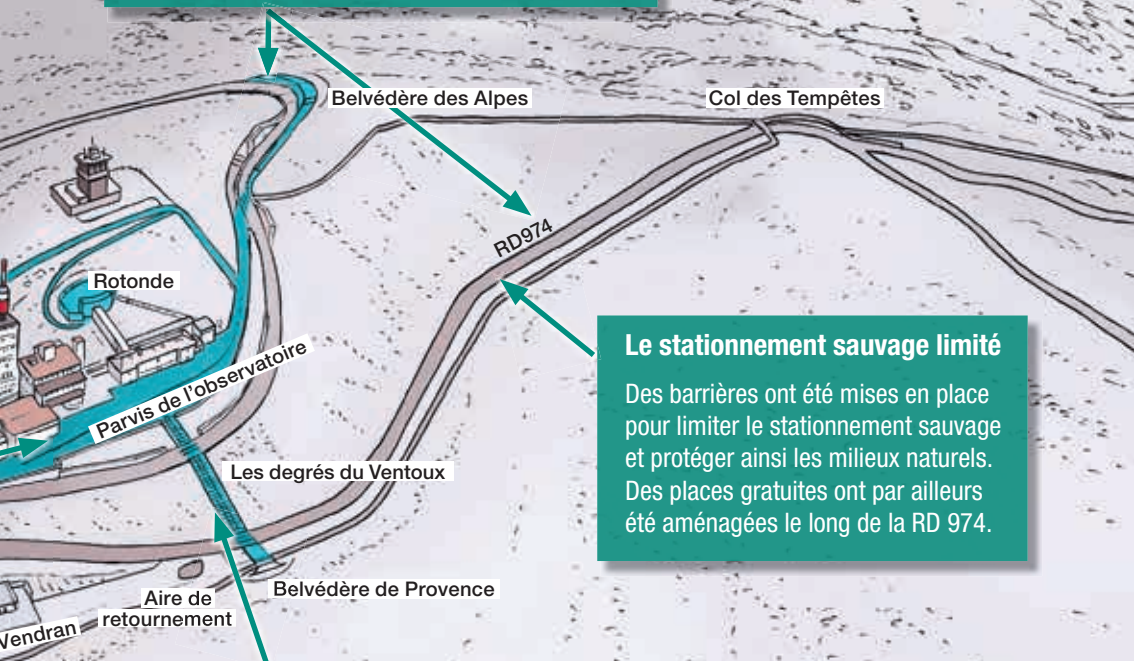 Belvédère des Alpes
Col des Tempêtes
RD974
Rotonde
Parvis de l'observatoire
Le stationnement sauvage limité
Des barrières ont été mises en place
pour limiter le stationnement sauvage
et protéger ainsi les milieux naturels.
Des places gratuites ont par ailleurs
été aménagées le long de la RD 974.
Les degrés du Ventoux
Belvédère de Provence
Aire de
retournement
Vendran